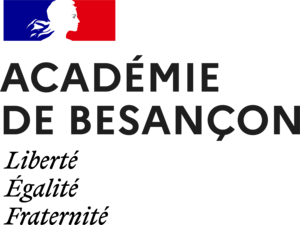 ACADÉMIE
DE BESANÇON
Liberté
Égalité
Fraternité